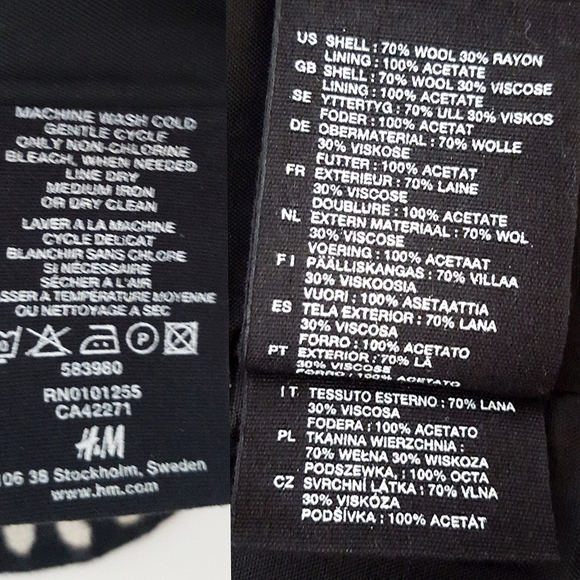 MACHINE WASH COLD
GENTLE CYCLE
ONLY NON-CHLORINE
BLEACH, WHEN NEEDED
LINE DRY
MEDIUM IRON
OR DRY CLEAN
LAVER A LA MACHINE
CYCLE DELICAT
BLANCHIR SANS CHLORE
SI NÉCESSAIRE
SÉCHER À L'AIR
ASSER A TEMPÉRATURE MOYENNE
OU NETTOYAGE A SEC
P
583980
RN0101255
CA42271
H&M
106 38 Stockholm, Sweden
www.hm.com
US SHELL : 70% WOOL 30% RAYON
LINING : 100% ACETATE
GB SHELL : 70% WOOL 30% VISCOSE
LINING : 100% ACETATE
SE YTTERTYG : 70% ULL 30% VISKOS
FODER : 100% ACETAT
DE OBERMATERIAL : 70% WOLLE
30% VISKOSE
FUTTER : 100% ACETAT
FR EXTERIEUR : 70% LAINE
30% VISCOSE
DOUBLURE : 100% ACETATE
NL EXTERN MATERIAAL : 70% WOL
30% VISCOSE
VOERING : 100% ACETAAT
FI PÄÄLLISKANGAS : 70% VILLAA
30% VISKOOSIA
VUORI : 100% ASETAATTIA
ES TELA EXTERIOR : 70% LANA
30% VISCOSA
FORRO : 100% ACETATO
PT EXTERIOR : 70% LÃ
30% VISCOSE
FORRO : 100% ACETATO
IT TESSUTO ESTERNO : 70% LANA
30% VISCOSA
FODERA : 100% ACETATO
PL TKANINA WIERZCHNIA :
70% WEŁNA 30% WISKOZA
PODSZEWKA, : 100% OCTA
CZ SVRCHNÍ LÁTKA : 70% VLNA
30% VISKÓZA
PODŠÍVKA : 100% ACETÁT